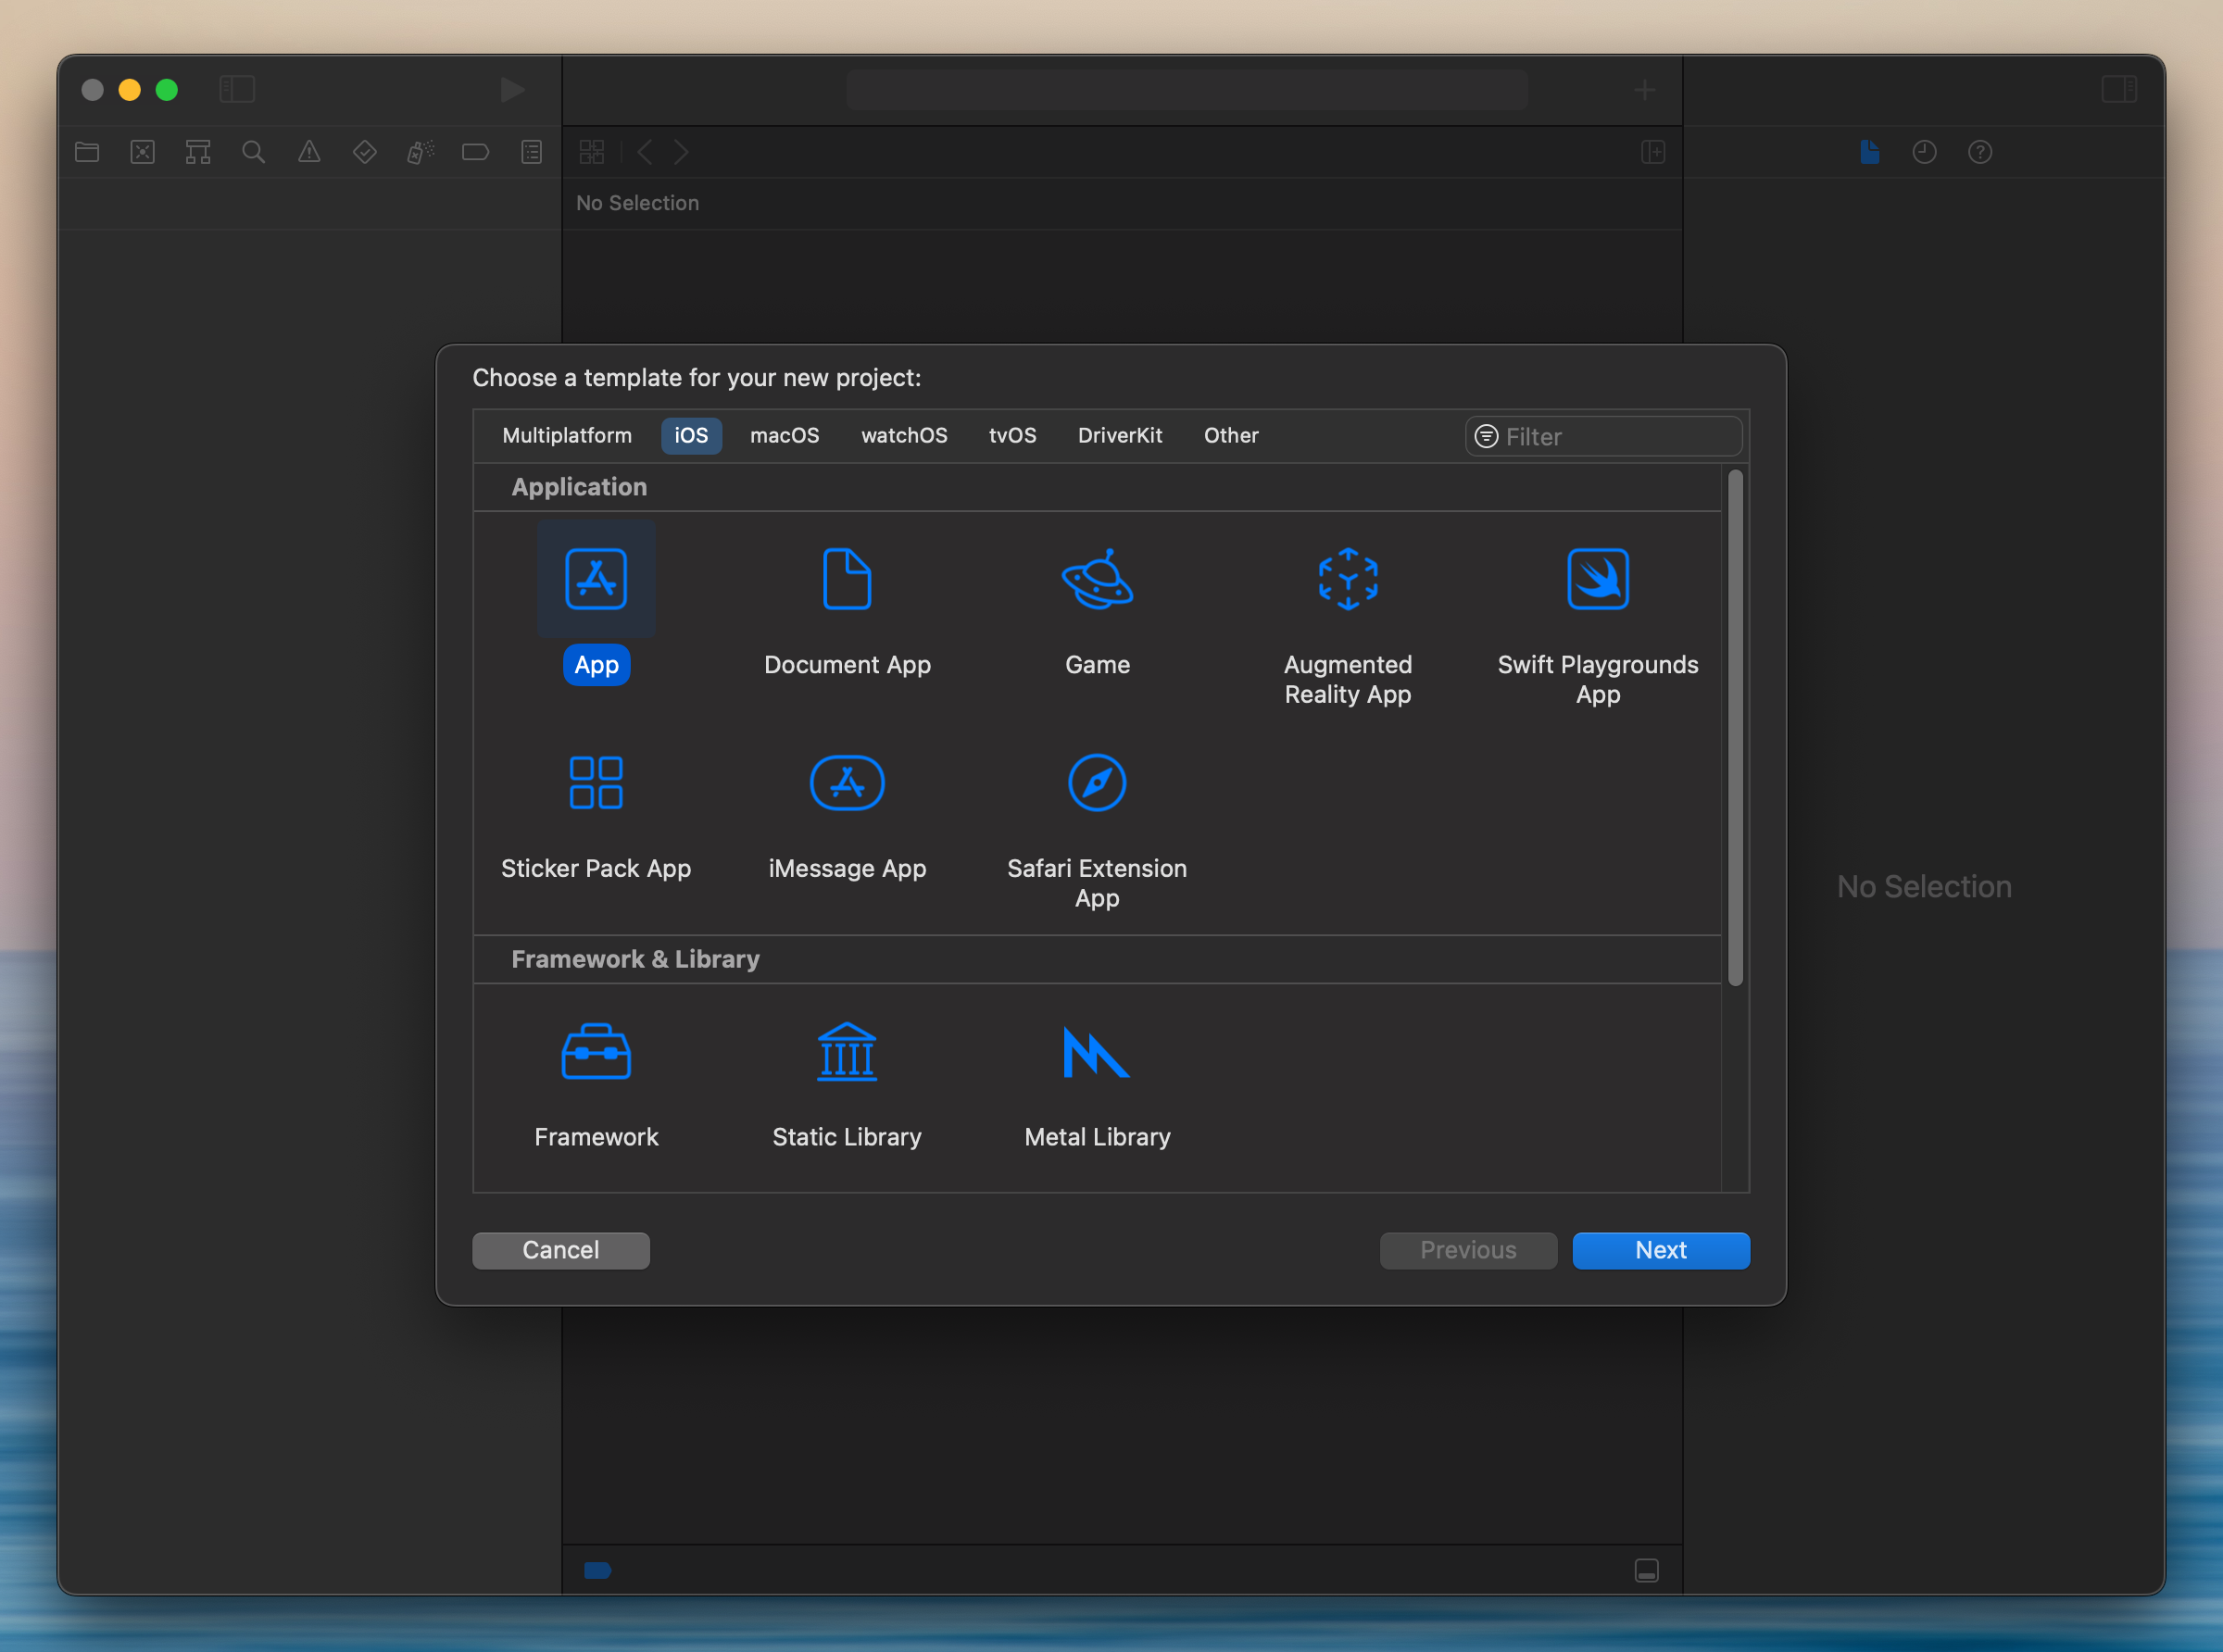 No Selection
Choose a template for your new project:
Multiplatform iOS macOS watchOS tvOS DriverKit Other Filter
Application
App Document App Game Augmented Reality App Swift Playgrounds App
Sticker Pack App iMessage App Safari Extension App
No Selection
Framework & Library
Framework Static Library Metal Library
Cancel Previous Next